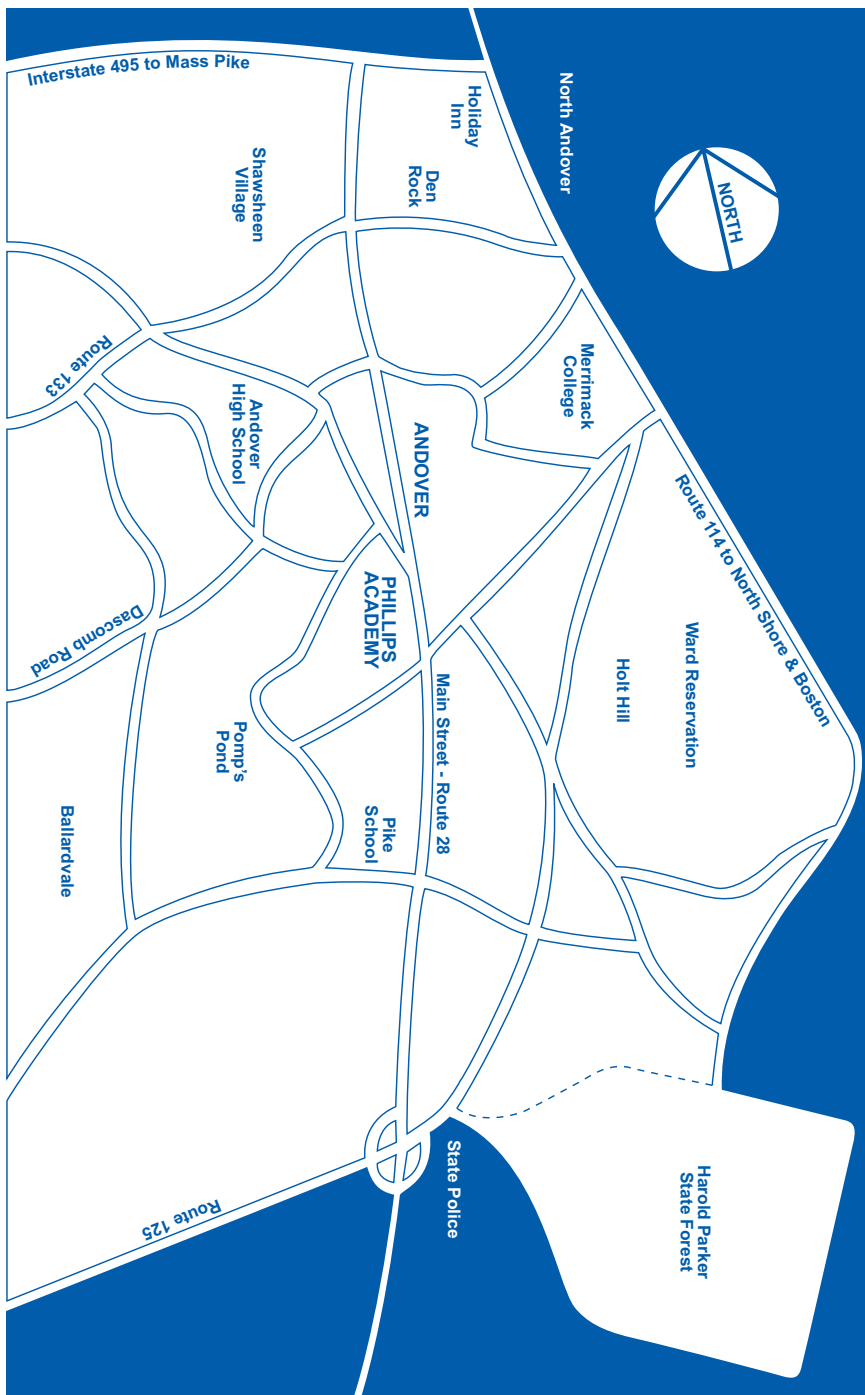 Interstate 495 to Mass Pike
North Andover
Holiday
Inn
Den
Rock
Shawsheen
Village
NORTH
Route 133
Andover
High School
Merrimack
College
ANDOVER
Route 114 to North Shore & Boston
PHILLIPS
ACADEMY
Dascomb Road
Ward Reservation
Holt Hill
Main Street - Route 28
Pomp's
Pond
Pike
School
Ballardvale
State Police
Harold Parker
State Forest
Route 125